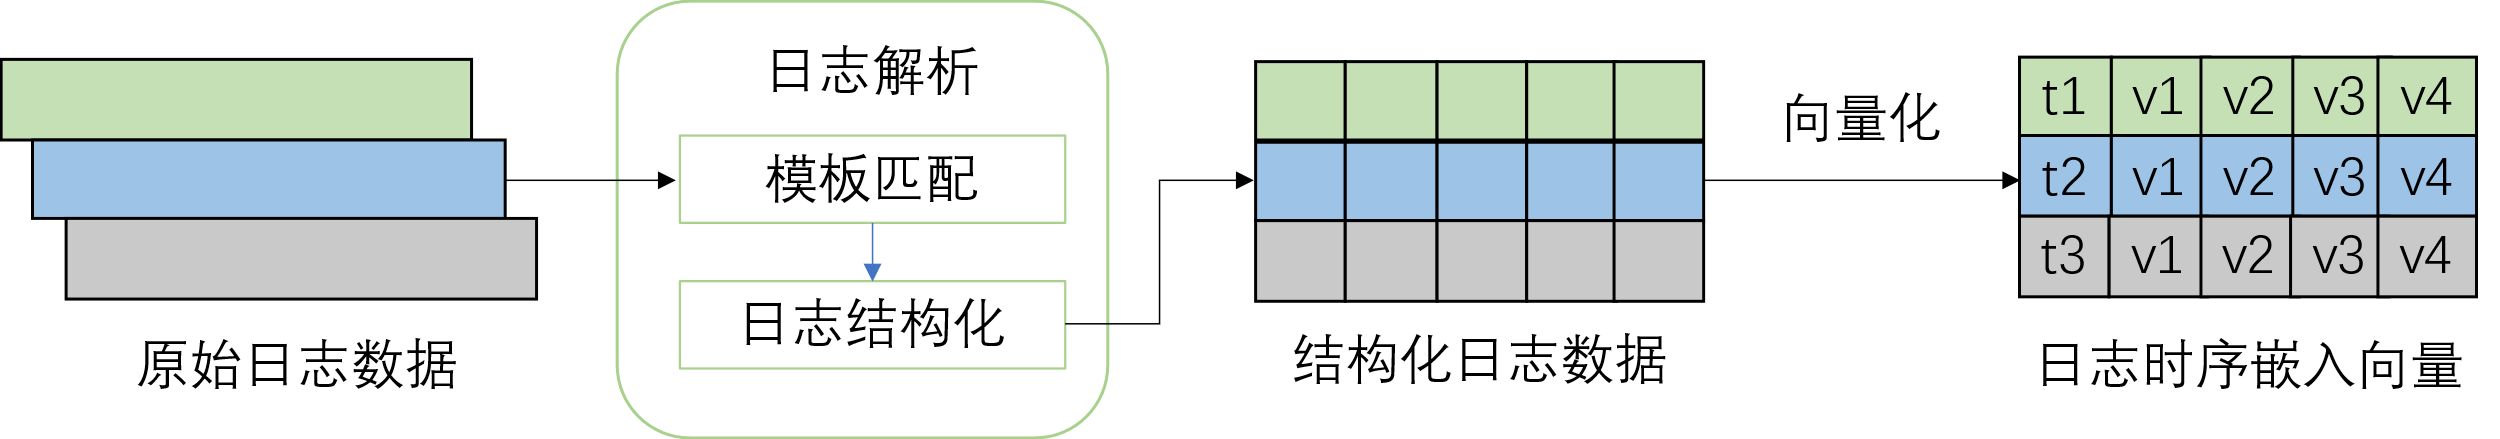 原始日志数据
日志解析
模板匹配
日志结构化
结构化日志数据
向量化
t1 v1 v2 v3 v4
t2 v1 v2 v3 v4
t3 v1 v2 v3 v4
日志时序嵌入向量